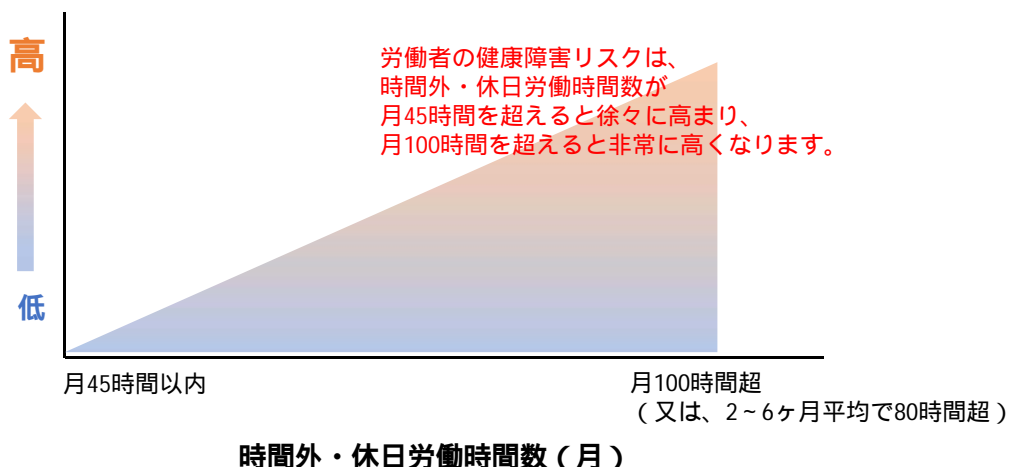 高
労働者の健康障害リスクは、
時間外・休日労働時間数が
月45時間を超えると徐々に高まり、
月100時間を超えると非常に高くなります。
低
月45時間以内
月100時間超
(又は、2~6ヶ月平均で80時間超)
時間外・休日労働時間数(月)